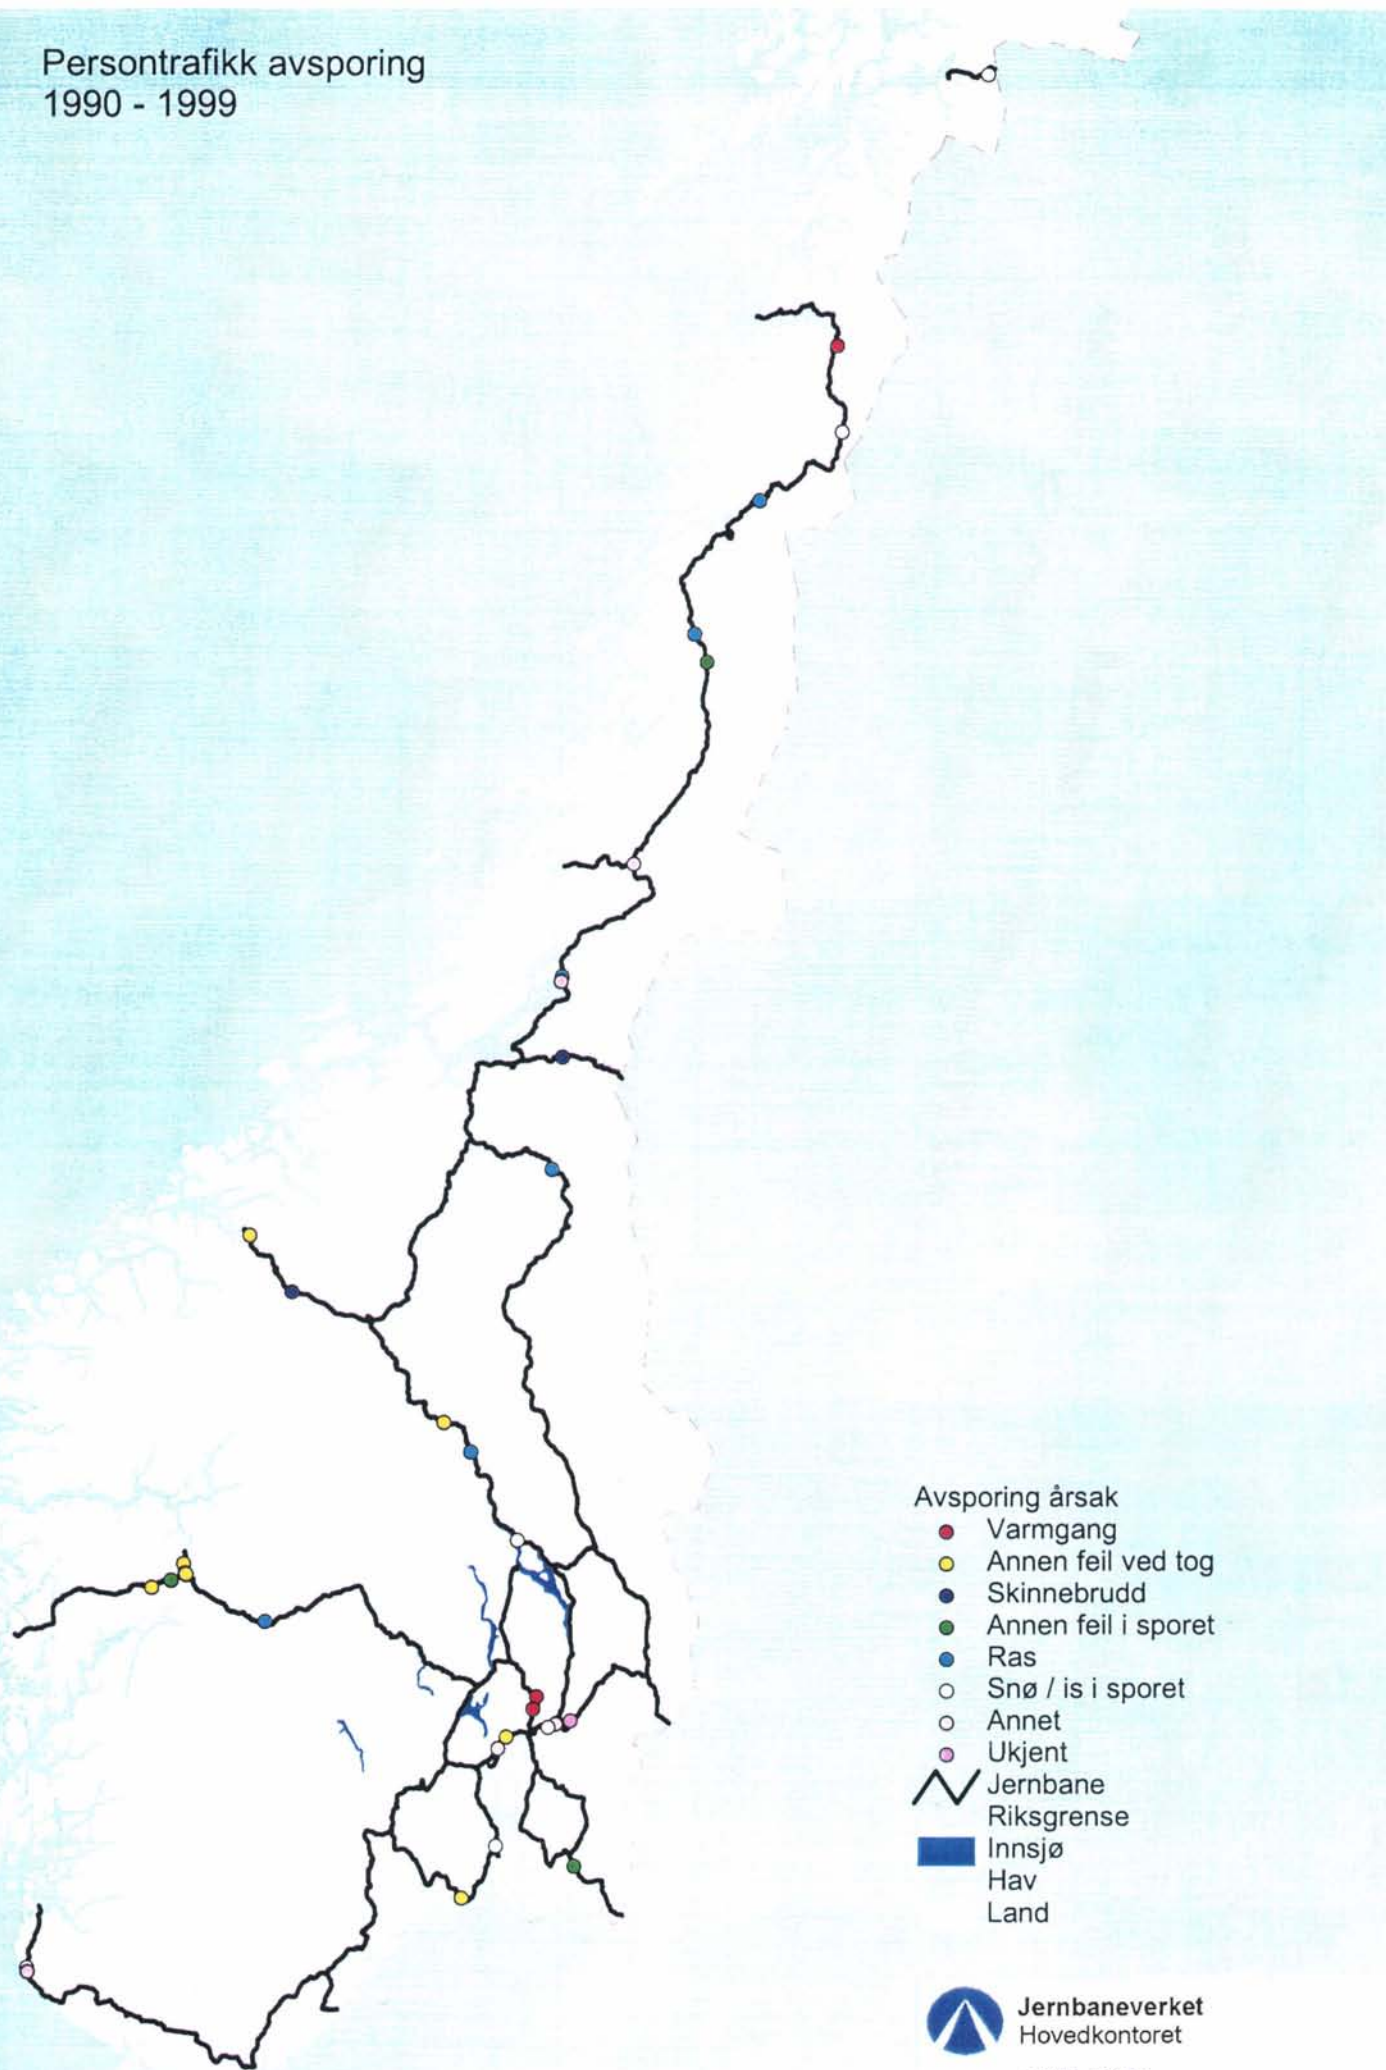 Persontrafikk avsporing
1990 - 1999
Avsporing årsak
Varmgang
Annen feil ved tog
Skinnebrudd
Annen feil i sporet
Ras
Snø / is i sporet
Annet
Ukjent
Jernbane
Riksgrense
Innsjø
Hav
Land
Jernbaneverket
Hovedkontoret